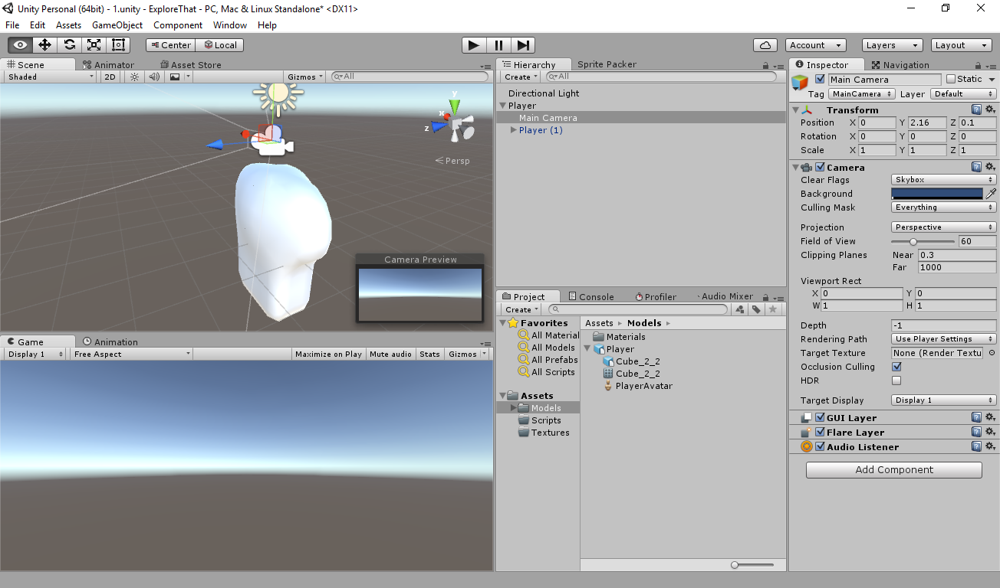 Unity Personal (64bit) - 1.unity - ExploreThat - PC, Mac & Linux Standalone* <DX11>
File Edit Assets GameObject Component Window Help
Center Local Account Layers Layout
Scene Animator Asset Store
Shaded 2D Gizmos All
y
x
z
Persp
Camera Preview
Game Animation
Display 1 Free Aspect Maximize on Play Mute audio Stats Gizmos
Hierarchy Sprite Packer
Create All
Directional Light
Player
Main Camera
Player (1)
Project Console Profiler Audio Mixer
Create
Favorites
All Material
All Models
All Prefabs
All Scripts
Assets
Models
Scripts
Textures
Assets Models
Materials
Player
Cube_2_2
Cube_2_2
PlayerAvatar
Inspector Navigation
Main Camera Static
Tag MainCamera Layer Default
Transform
Position X 0 Y 2.16 Z 0.1
Rotation X 0 Y 0 Z 0
Scale X 1 Y 1 Z 1
Camera
Clear Flags Skybox
Background
Culling Mask Everything
Projection Perspective
Field of View 60
Clipping Planes Near 0.3
Far 1000
Viewport Rect
X 0 Y 0
W 1 H 1
Depth -1
Rendering Path Use Player Settings
Target Texture None (Render Textu
Occlusion Culling
HDR
Target Display Display 1
GUI Layer
Flare Layer
Audio Listener
Add Component